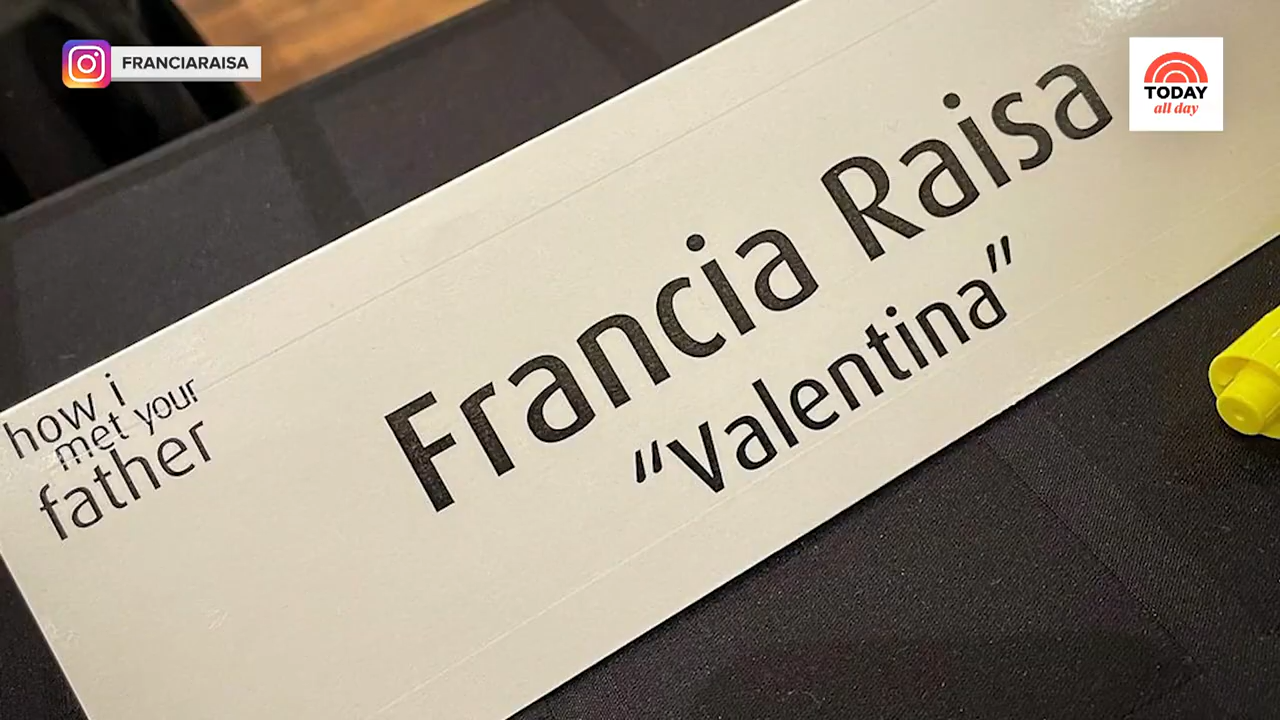 FRANCIARAISA
TODAY
all day
Francia Raisa
“Valentina”
how i
met your
father